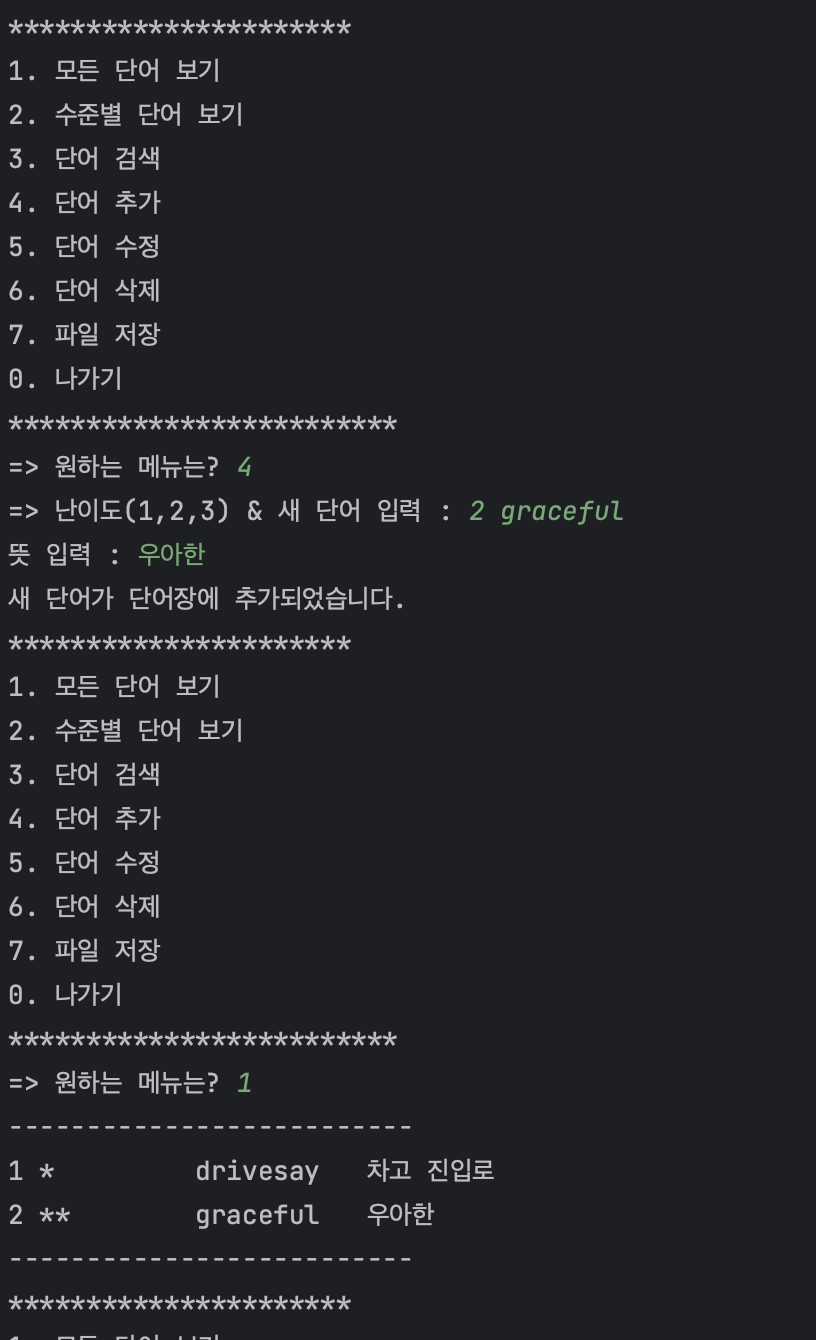 **********************
1. 모든 단어 보기
2. 수준별 단어 보기
3. 단어 검색
4. 단어 추가
5. 단어 수정
6. 단어 삭제
7. 파일 저장
0. 나가기
*************************
=> 원하는 메뉴는? 4
=> 난이도(1,2,3) & 새 단어 입력 : 2 graceful
뜻 입력 : 우아한
새 단어가 단어장에 추가되었습니다.
**********************
1. 모든 단어 보기
2. 수준별 단어 보기
3. 단어 검색
4. 단어 추가
5. 단어 수정
6. 단어 삭제
7. 파일 저장
0. 나가기
*************************
=> 원하는 메뉴는? 1
--------------------------
1 *         drivesay   차고 진입로
2 **        graceful   우아한
--------------------------
**********************
1. 모든 단어 보기